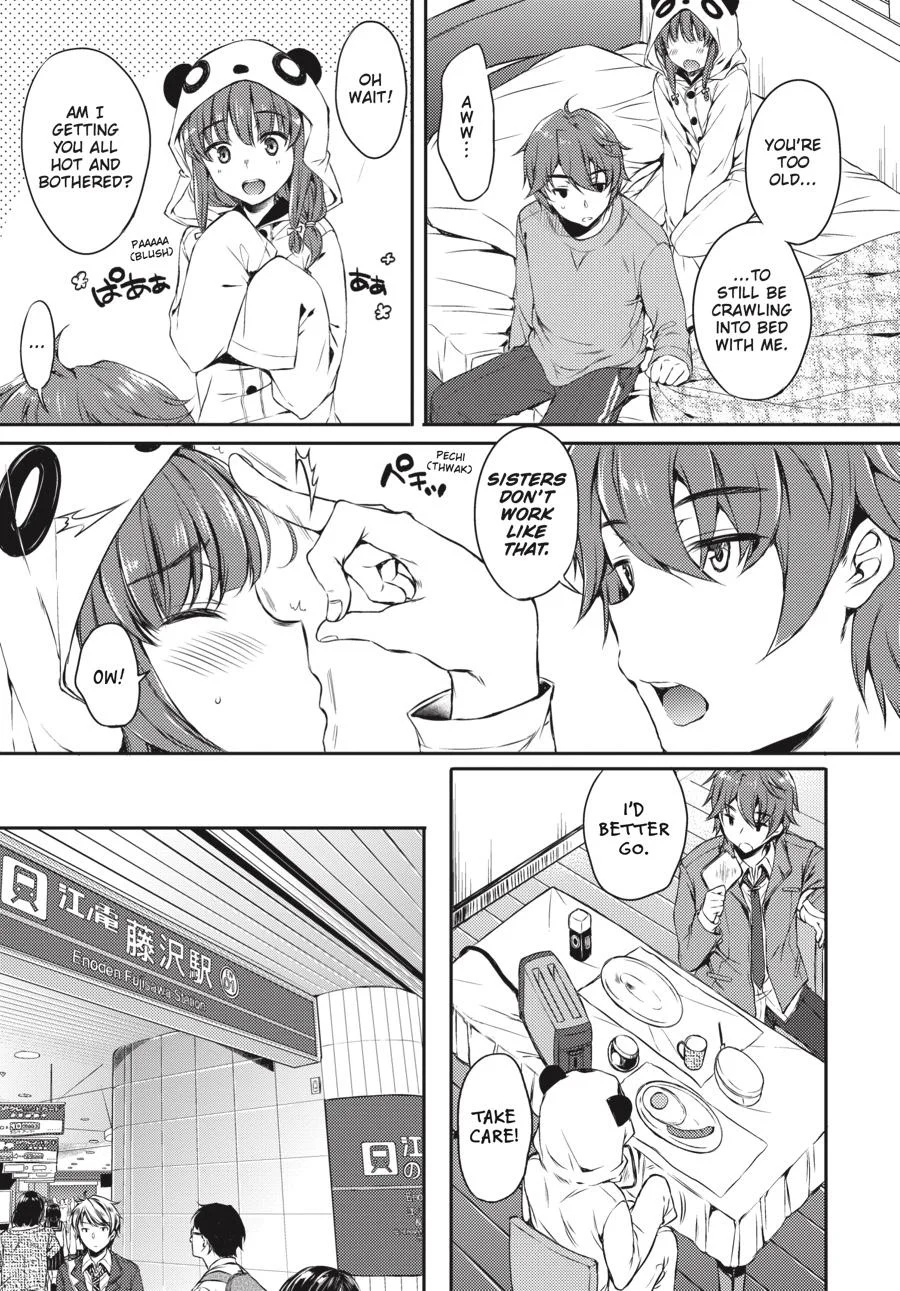 YOU'RE
TOO
OLD...
...TO
STILL BE
CRAWLING
INTO BED
WITH ME.
AWW...
OH
WAIT!
AM I
GETTING
YOU ALL
HOT AND
BOTHERED?
PAAAAA
(BLUSH)
ぱあぁ
あぁ
...
SISTERS
DON'T
WORK
LIKE
THAT.
PECHI
(THWAK)
ペチッ
OW!
I'D
BETTER
GO.
TAKE
CARE!
江ノ電 藤沢駅
Enoden Fujisawa Station
江
の